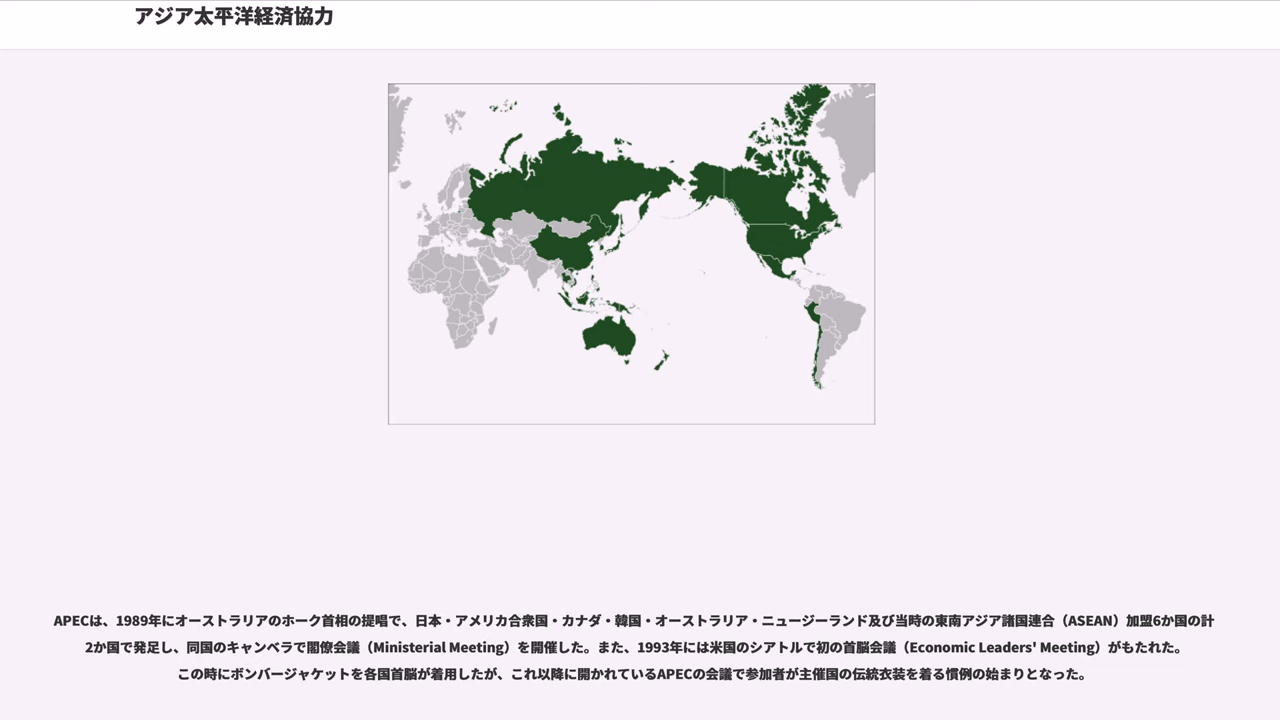 アジア太平洋経済協力
APECは、1989年にオーストラリアのホーク首相の提唱で、日本・アメリカ合衆国・カナダ・韓国・オーストラリア・ニュージーランド及び当時の東南アジア諸国連合（ASEAN）加盟6か国の計
2か国で発足し、同国のキャンベラで閣僚会議（Ministerial Meeting）を開催した。また、1993年には米国のシアトルで初の首脳会議（Economic Leaders' Meeting）がもたれた。
この時にボンバージャケットを各国首脳が着用したが、これ以降に開かれているAPECの会議で参加者が主催国の伝統衣装を着る慣例の始まりとなった。